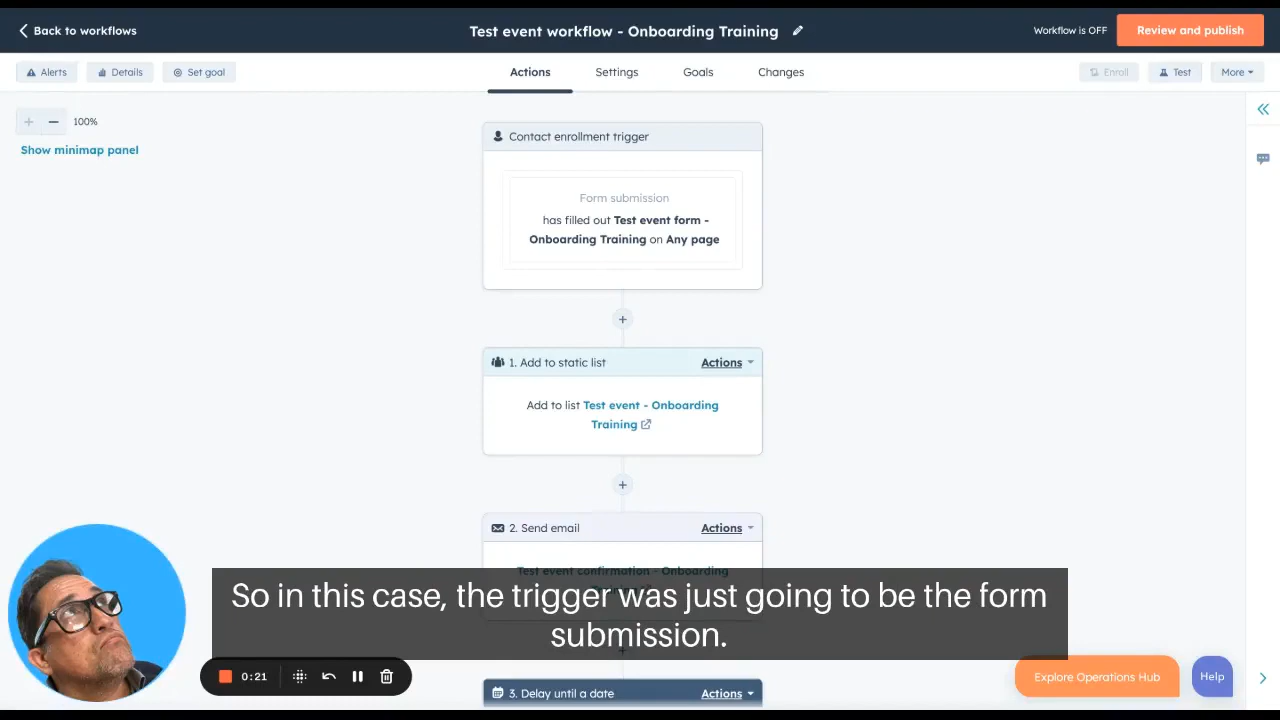 Back to workflows
Test event workflow - Onboarding Training
Workflow is OFF
Review and publish
Alerts
Details
Set goal
Actions
Settings
Goals
Changes
Enroll
Test
More
100%
Show minimap panel
Contact enrollment trigger
Form submission
has filled out Test event form -
Onboarding Training on Any page
1. Add to static list
Actions
Add to list Test event - Onboarding
Training
2. Send email
Actions
Test event confirmation - Onboarding
So in this case, the trigger was just going to be the form
submission.
0:21
3. Delay until a date
Actions
Explore Operations Hub
Help